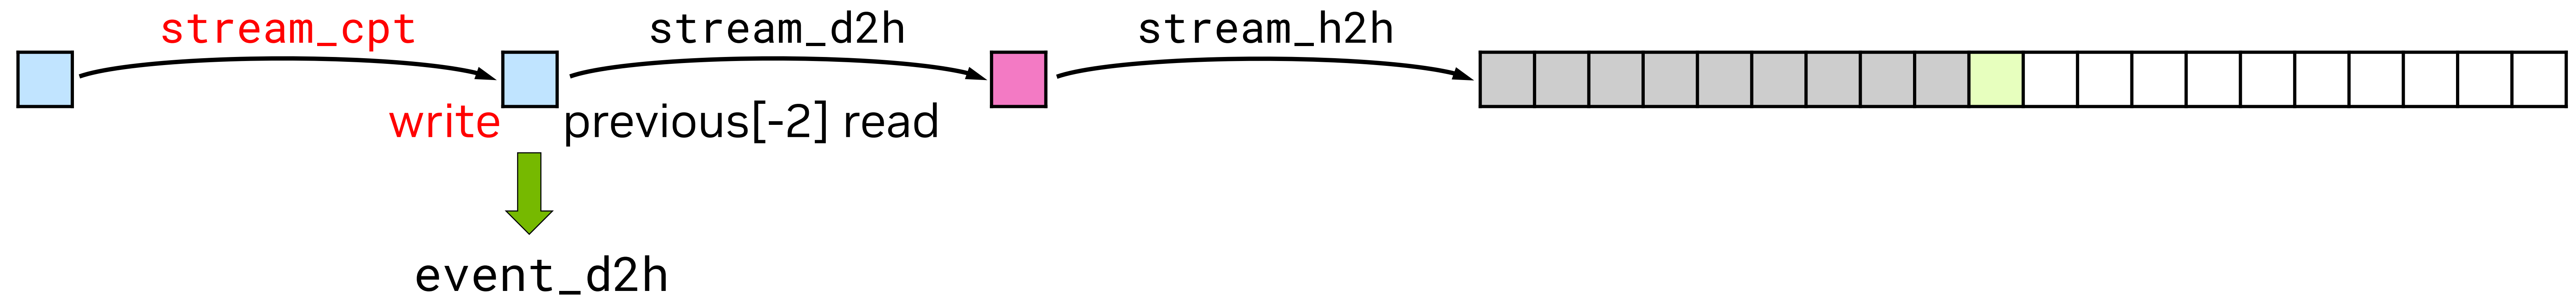 stream_cpt
stream_d2h
stream_h2h
write
previous[-2] read
event_d2h